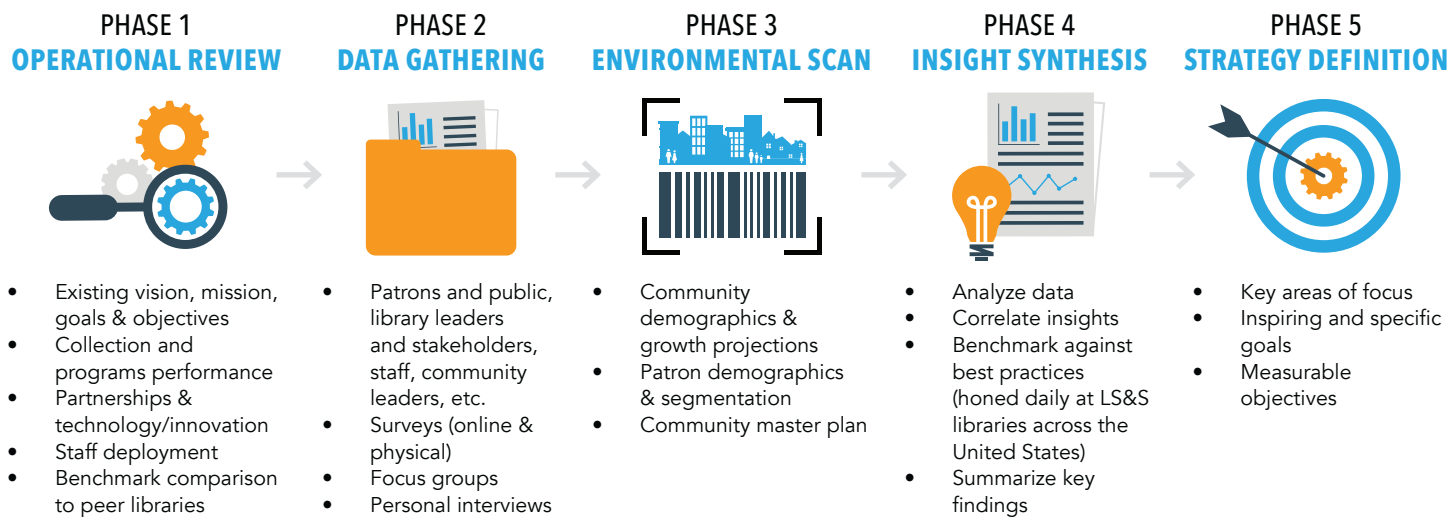 PHASE 1
OPERATIONAL REVIEW
• Existing vision, mission,
goals & objectives
• Collection and
programs performance
• Partnerships &
technology/innovation
• Staff deployment
• Benchmark comparison
to peer libraries
PHASE 2
DATA GATHERING
• Patrons and public,
library leaders
and stakeholders,
staff, community
leaders, etc.
• Surveys (online &
physical)
• Focus groups
• Personal interviews
PHASE 3
ENVIRONMENTAL SCAN
• Community
demographics &
growth projections
• Patron demographics
& segmentation
• Community master plan
PHASE 4
INSIGHT SYNTHESIS
• Analyze data
• Correlate insights
• Benchmark against
best practices
(honed daily at LS&S
libraries across the
United States)
• Summarize key
findings
PHASE 5
STRATEGY DEFINITION
• Key areas of focus
• Inspiring and specific
goals
• Measurable
objectives